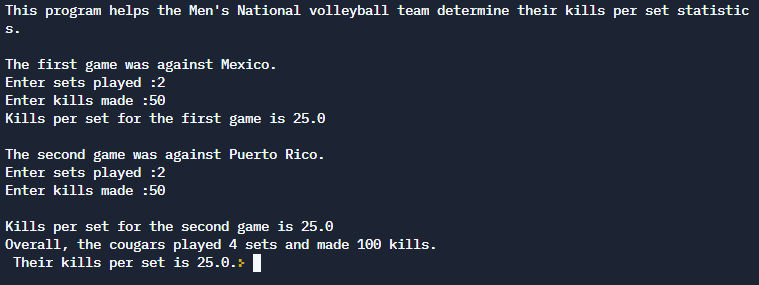 This program helps the Men's National volleyball team determine their kills per set statistic
s.
The first game was against Mexico.
Enter sets played :2
Enter kills made :50
Kills per set for the first game is 25.0
The second game was against Puerto Rico.
Enter sets played :2
Enter kills made :50
Kills per set for the second game is 25.0
Overall, the cougars played 4 sets and made 100 kills.
Their kills per set is 25.0.>